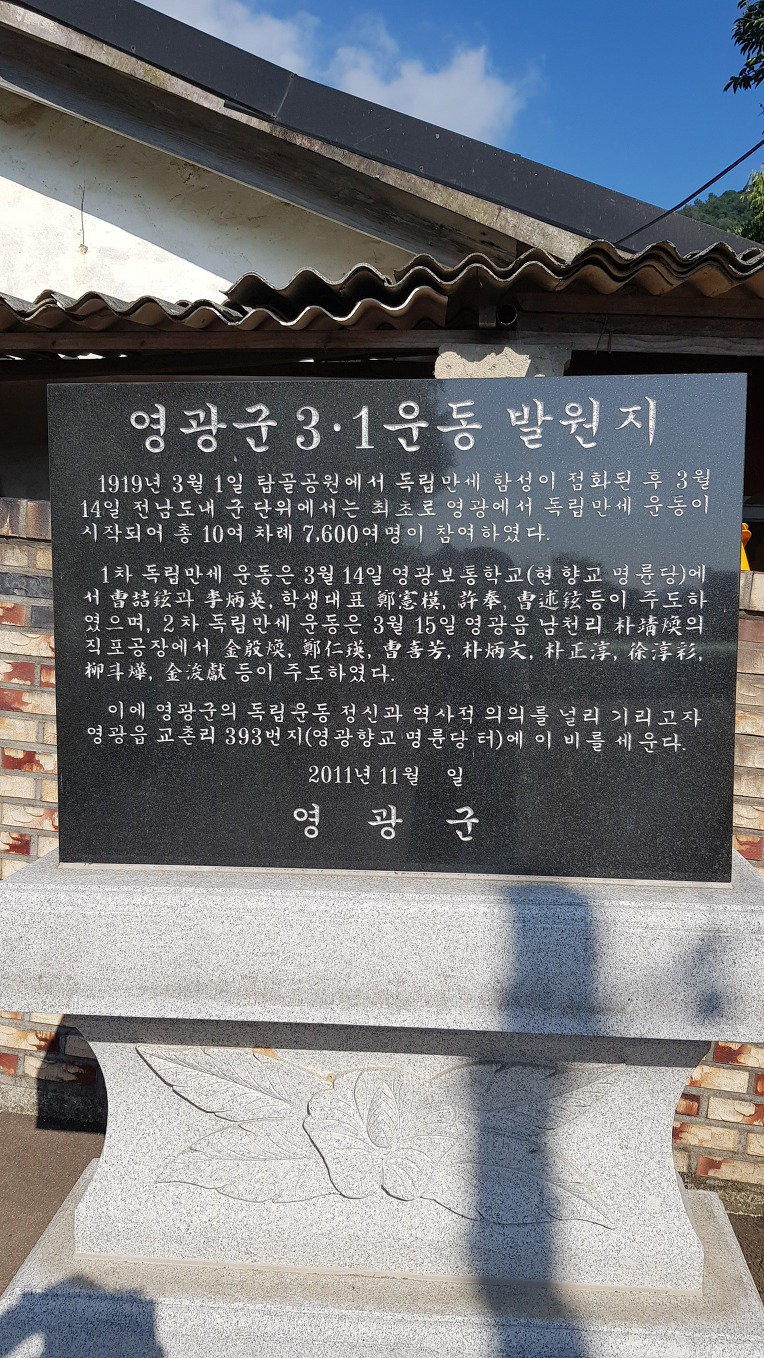 영광군 3·1운동 발원지
1919년 3월 1일 탑골공원에서 독립만세 함성이 점화된 후 3월
14일 전남도내 군 단위에서는 최초로 영광에서 독립만세 운동이
시작되어 총 10여 차례 7,600여명이 참여하였다.
1차 독립만세 운동은 3월 14일 영광보통학교(현 향교 명륜당)에
서 曺喆鉉과 李炳英, 학생대표 鄭憲模, 許奉, 曺述鉉등이 주도하
였으며, 2차 독립만세 운동은 3월 15일 영광읍 남천리 朴靖煥의
직포공장에서 金殷煥, 鄭仁瑛, 曺喜芳, 朴炳文, 朴正淳, 徐淳彩,
柳斗燁, 金浚獻 등이 주도하였다.
이에 영광군의 독립운동 정신과 역사적 의의를 널리 기리고자
영광읍 교촌리 393번지(영광향교 명륜당 터)에 이 비를 세운다.
2011년 11월 일
영 광 군